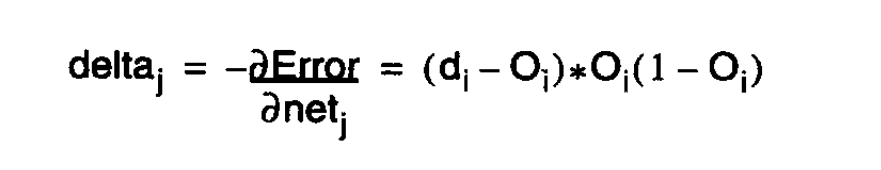 delta_j = -∂Error/∂net_j = (d_j - O_j)*O_j(1 - O_j)